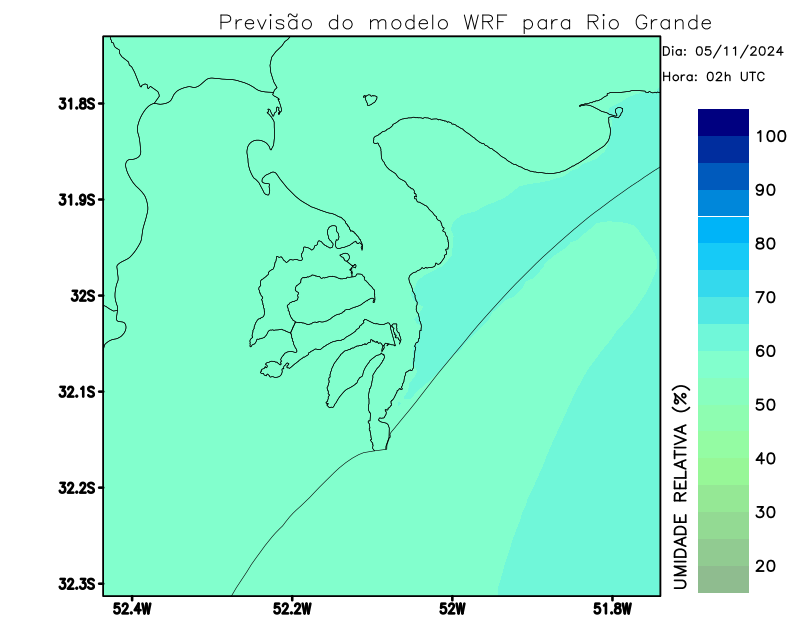 Previsão do modelo WRF para Rio Grande
Dia: 05/11/2024
Hora: 02h UTC
31.8S
31.9S
32S
32.1S
32.2S
32.3S
52.4W
52.2W
52W
51.8W
100
90
80
70
60
50
40
30
20
UMIDADE RELATIVA (%)